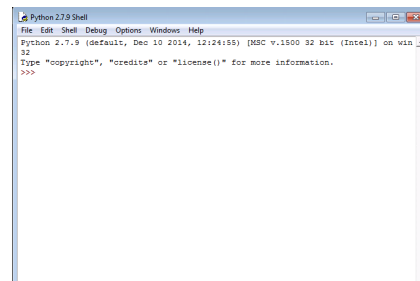 Python 2.7.9 Shell
File Edit Shell Debug Options Windows Help
Python 2.7.9 (default, Dec 10 2014, 12:24:55) [MSC v.1500 32 bit (Intel)] on win
32
Type "copyright", "credits" or "license()" for more information.
>>>